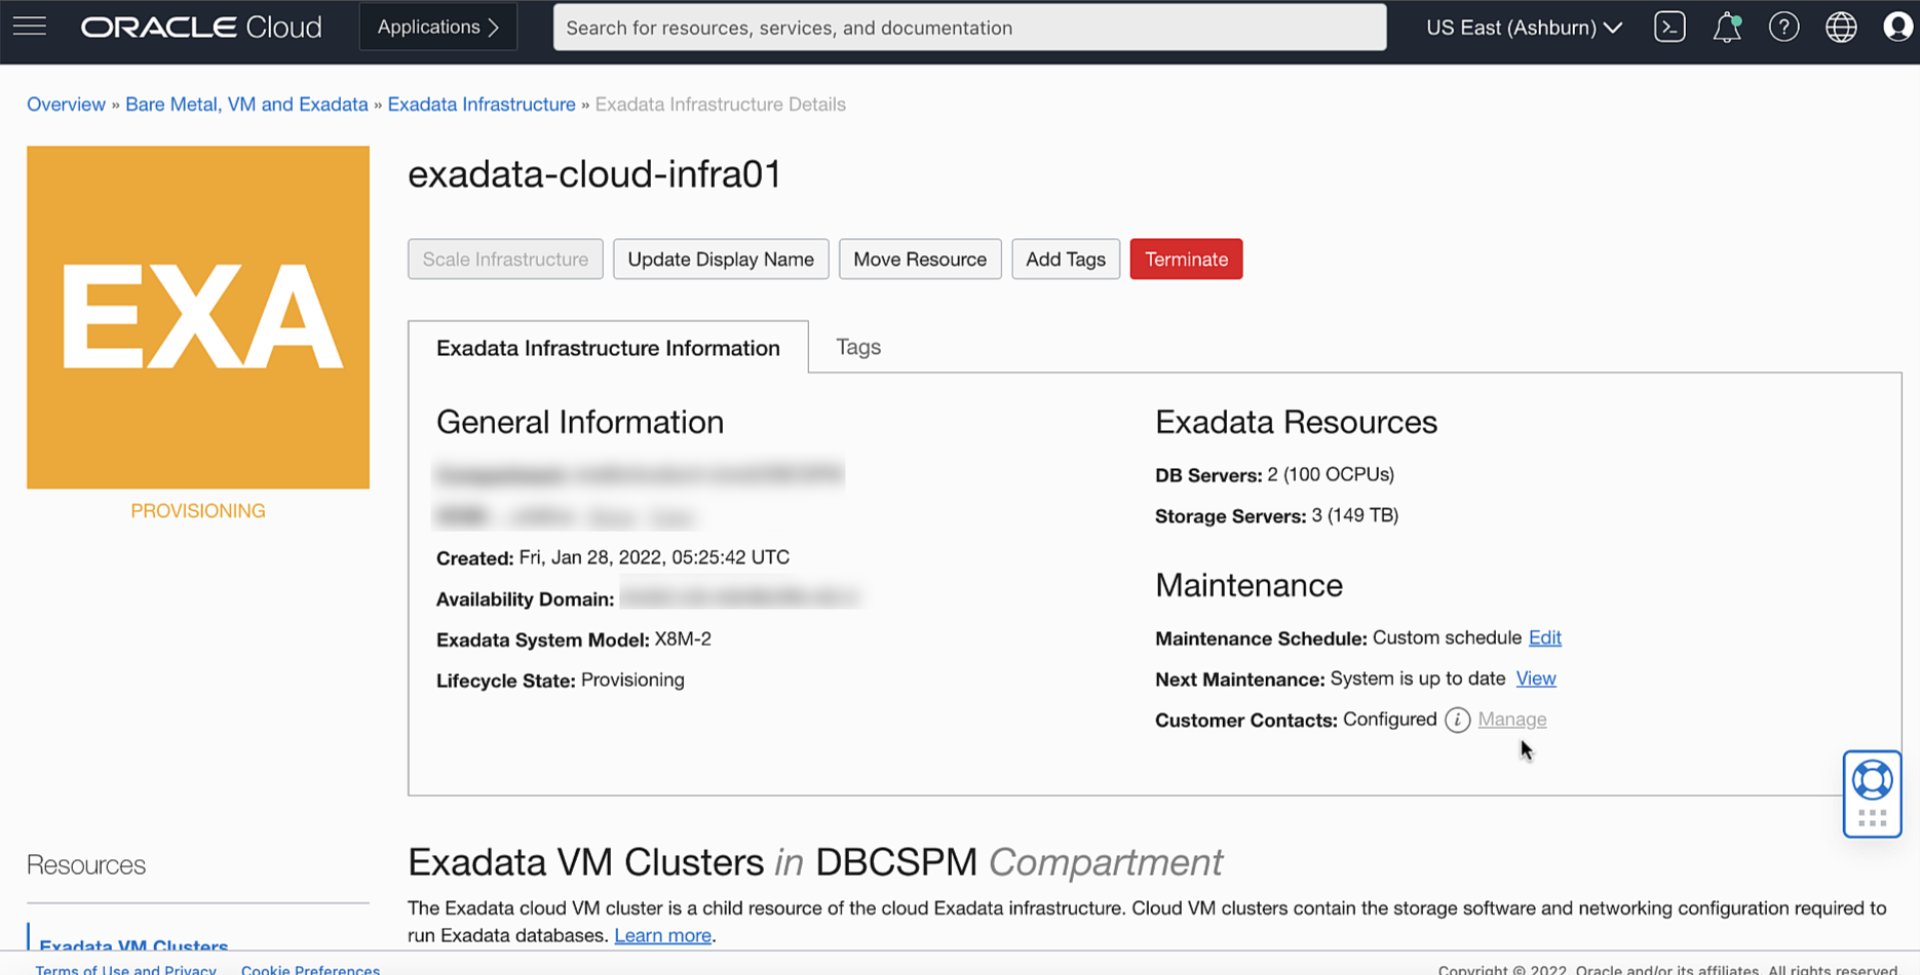 ORACLE Cloud
Applications >
Search for resources, services, and documentation
US East (Ashburn)
Overview » Bare Metal, VM and Exadata » Exadata Infrastructure » Exadata Infrastructure Details
EXA
PROVISIONING
exadata-cloud-infra01
Scale Infrastructure Update Display Name Move Resource Add Tags Terminate
Exadata Infrastructure Information Tags
General Information
Created: Fri, Jan 28, 2022, 05:25:42 UTC
Availability Domain:
Exadata System Model: X8M-2
Lifecycle State: Provisioning
Exadata Resources
DB Servers: 2 (100 OCPUs)
Storage Servers: 3 (149 TB)
Maintenance
Maintenance Schedule: Custom schedule Edit
Next Maintenance: System is up to date View
Customer Contacts: Configured i Manage
Resources
Exadata VM Clusters
Exadata VM Clusters in DBCSPM Compartment
The Exadata cloud VM cluster is a child resource of the cloud Exadata infrastructure. Cloud VM clusters contain the storage software and networking configuration required to
run Exadata databases. Learn more.
Terms of Use and Privacy Cookie Preferences
Copyright © 2022, Oracle and/or its affiliates. All rights reserved.